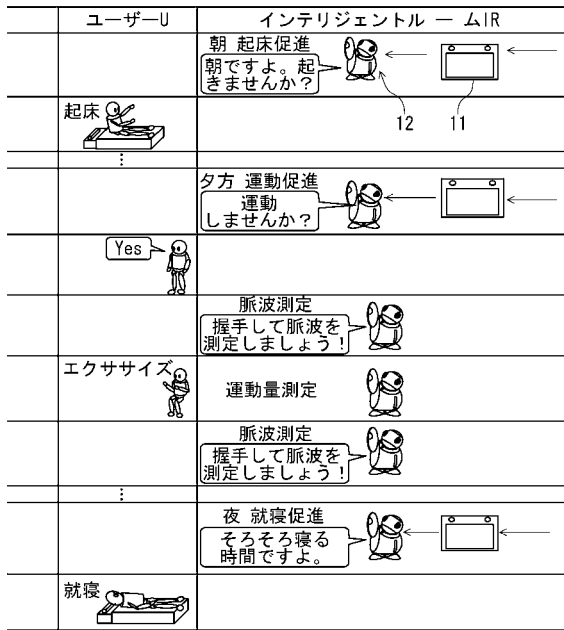 ユーザーU
インテリジェントル ー ムIR
朝 起床促進
朝ですよ。起
きませんか?
12
11
起床
⋮
夕方 運動促進
運動
しませんか?
Yes
脈波測定
握手して脈波を
測定しましょう!
エクササイズ
運動量測定
脈波測定
握手して脈波を
測定しましょう!
⋮
夜 就寝促進
そろそろ寝る
時間ですよ。
就寝